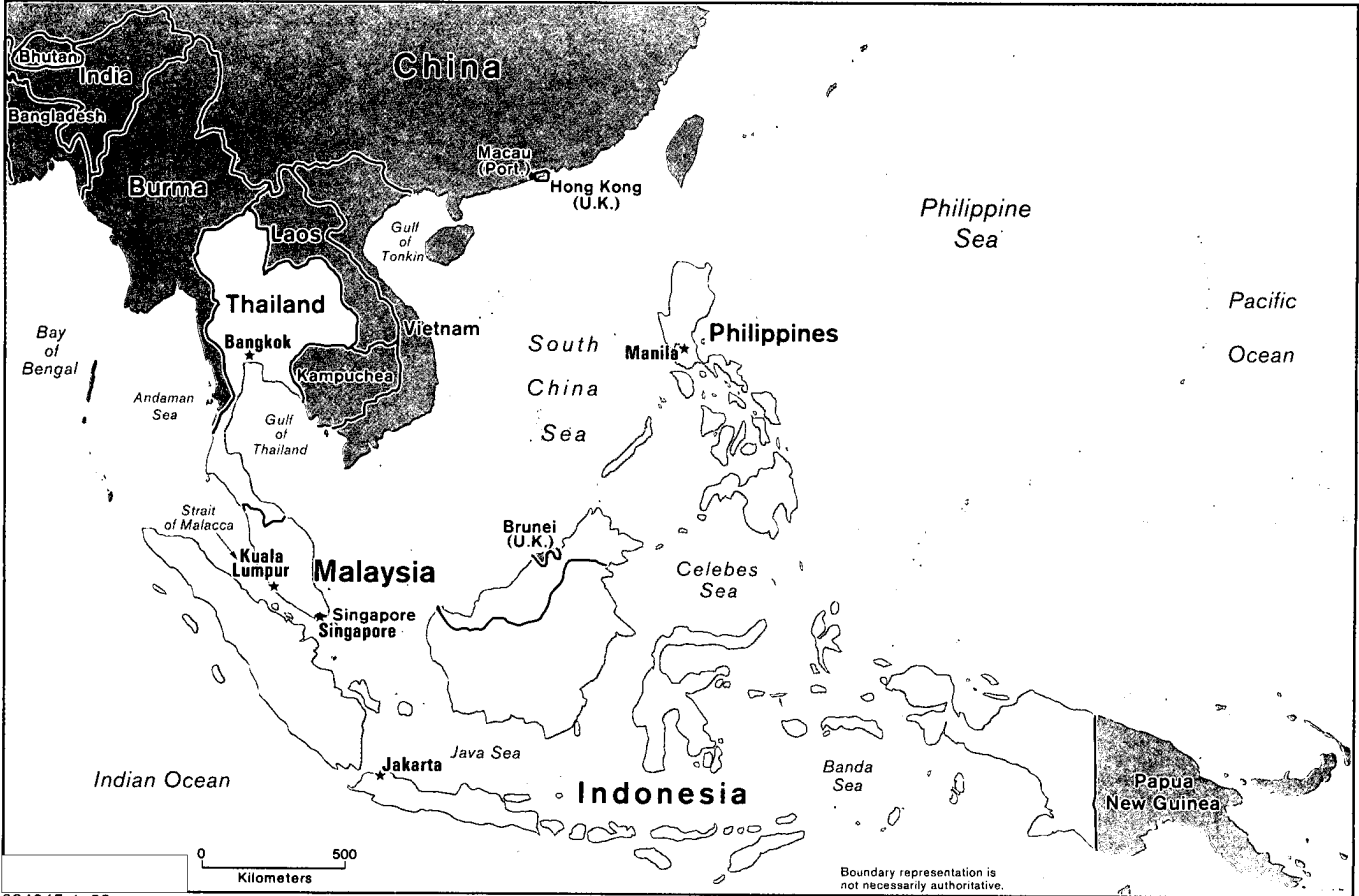 China
Bhutan
India
Bangladesh
Burma
Macau
(Port.)
Hong Kong
(U.K.)
Laos
Gulf
of
Tonkin
Philippine
Sea
Thailand
Bangkok
Vietnam
Kampuchea
Bay
of
Bengal
Andaman
Sea
Gulf
of
Thailand
South
China
Sea
Manila
Philippines
Pacific
Ocean
Strait
of Malacca
Kuala
Lumpur
Malaysia
Singapore
Singapore
Brunei
(U.K.)
Celebes
Sea
Indian Ocean
Jakarta
Java Sea
Indonesia
Banda
Sea
Papua
New Guinea
0 500
Kilometers
Boundary representation is
not necessarily authoritative.